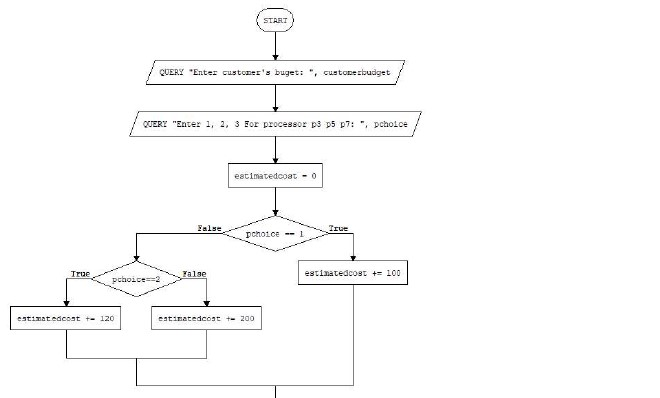 START
QUERY "Enter customer's buget: ", customerbudget
QUERY "Enter 1, 2, 3 For processor p3 p5 p7: ", pchoice
estimatedcost = 0
False
pchoice == 1
True
estimatedcost += 100
True
pchoice==2
False
estimatedcost += 120
estimatedcost += 200